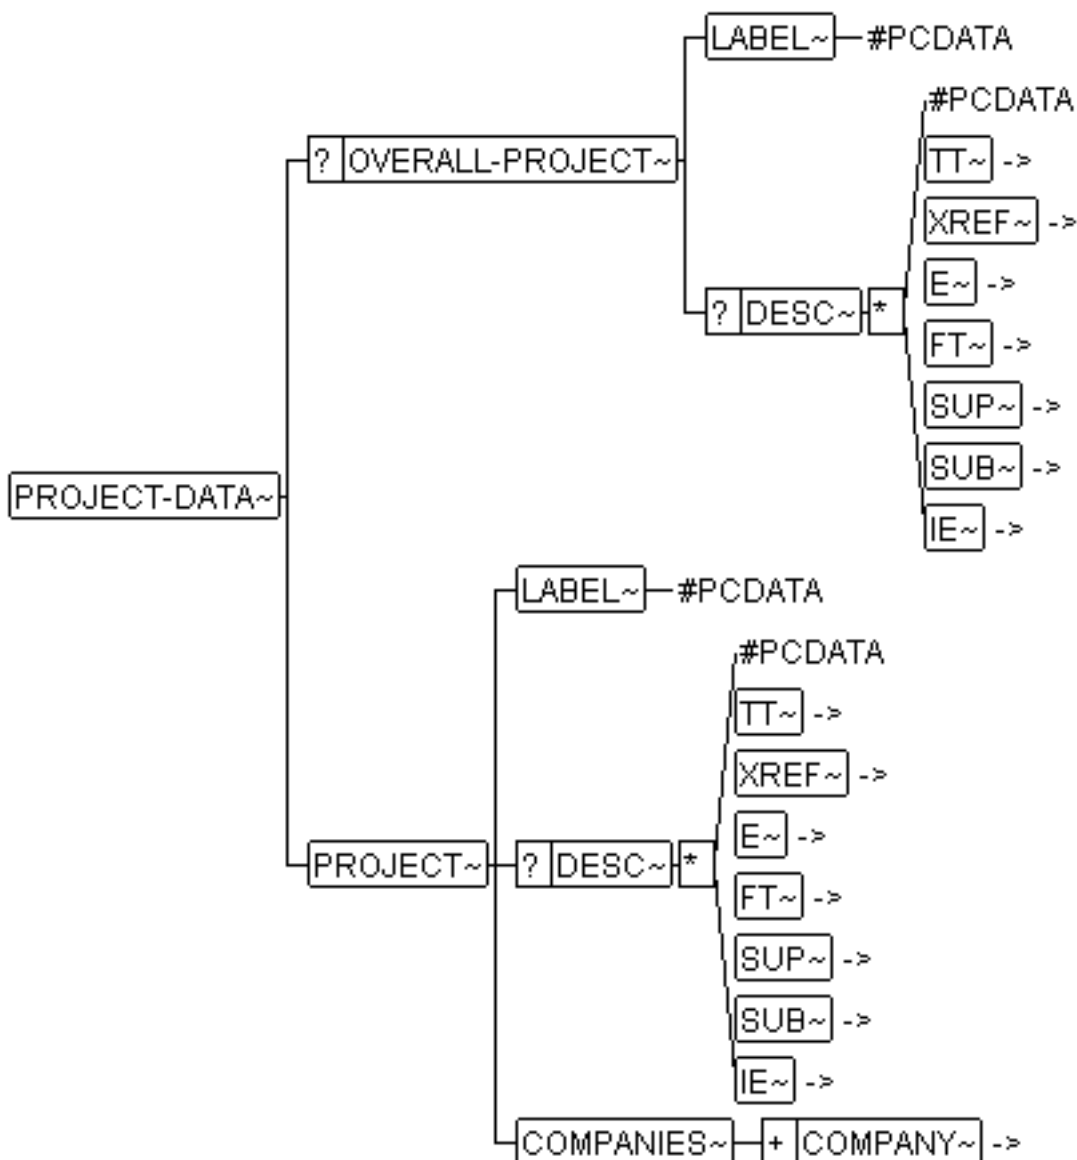 LABEL~ #PCDATA
#PCDATA
? OVERALL-PROJECT~
TT~ ->
XREF~ ->
E~ ->
? DESC~ *
FT~ ->
SUP~ ->
SUB~ ->
PROJECT-DATA~
IE~ ->
LABEL~ #PCDATA
#PCDATA
TT~ ->
XREF~ ->
E~ ->
PROJECT~ ? DESC~ *
FT~ ->
SUP~ ->
SUB~ ->
IE~ ->
COMPANIES~ + COMPANY~ ->